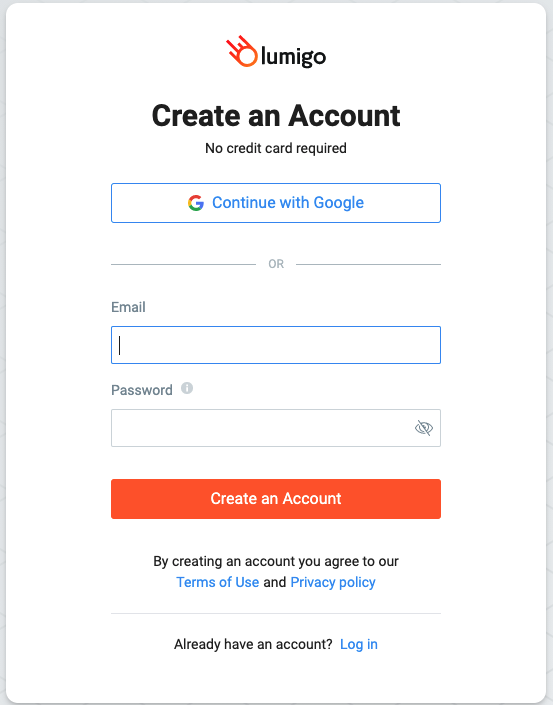 lumigo
Create an Account
No credit card required
Continue with Google
OR
Email
Password
Create an Account
By creating an account you agree to our
Terms of Use and Privacy policy
Already have an account? Log in